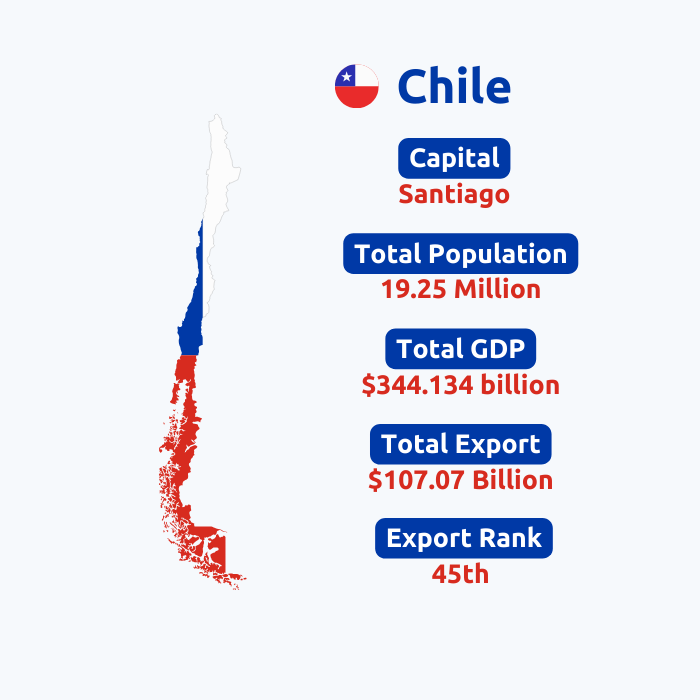 Chile
Capital
Santiago
Total Population
19.25 Million
Total GDP
$344.134 billion
Total Export
$107.07 Billion
Export Rank
45th